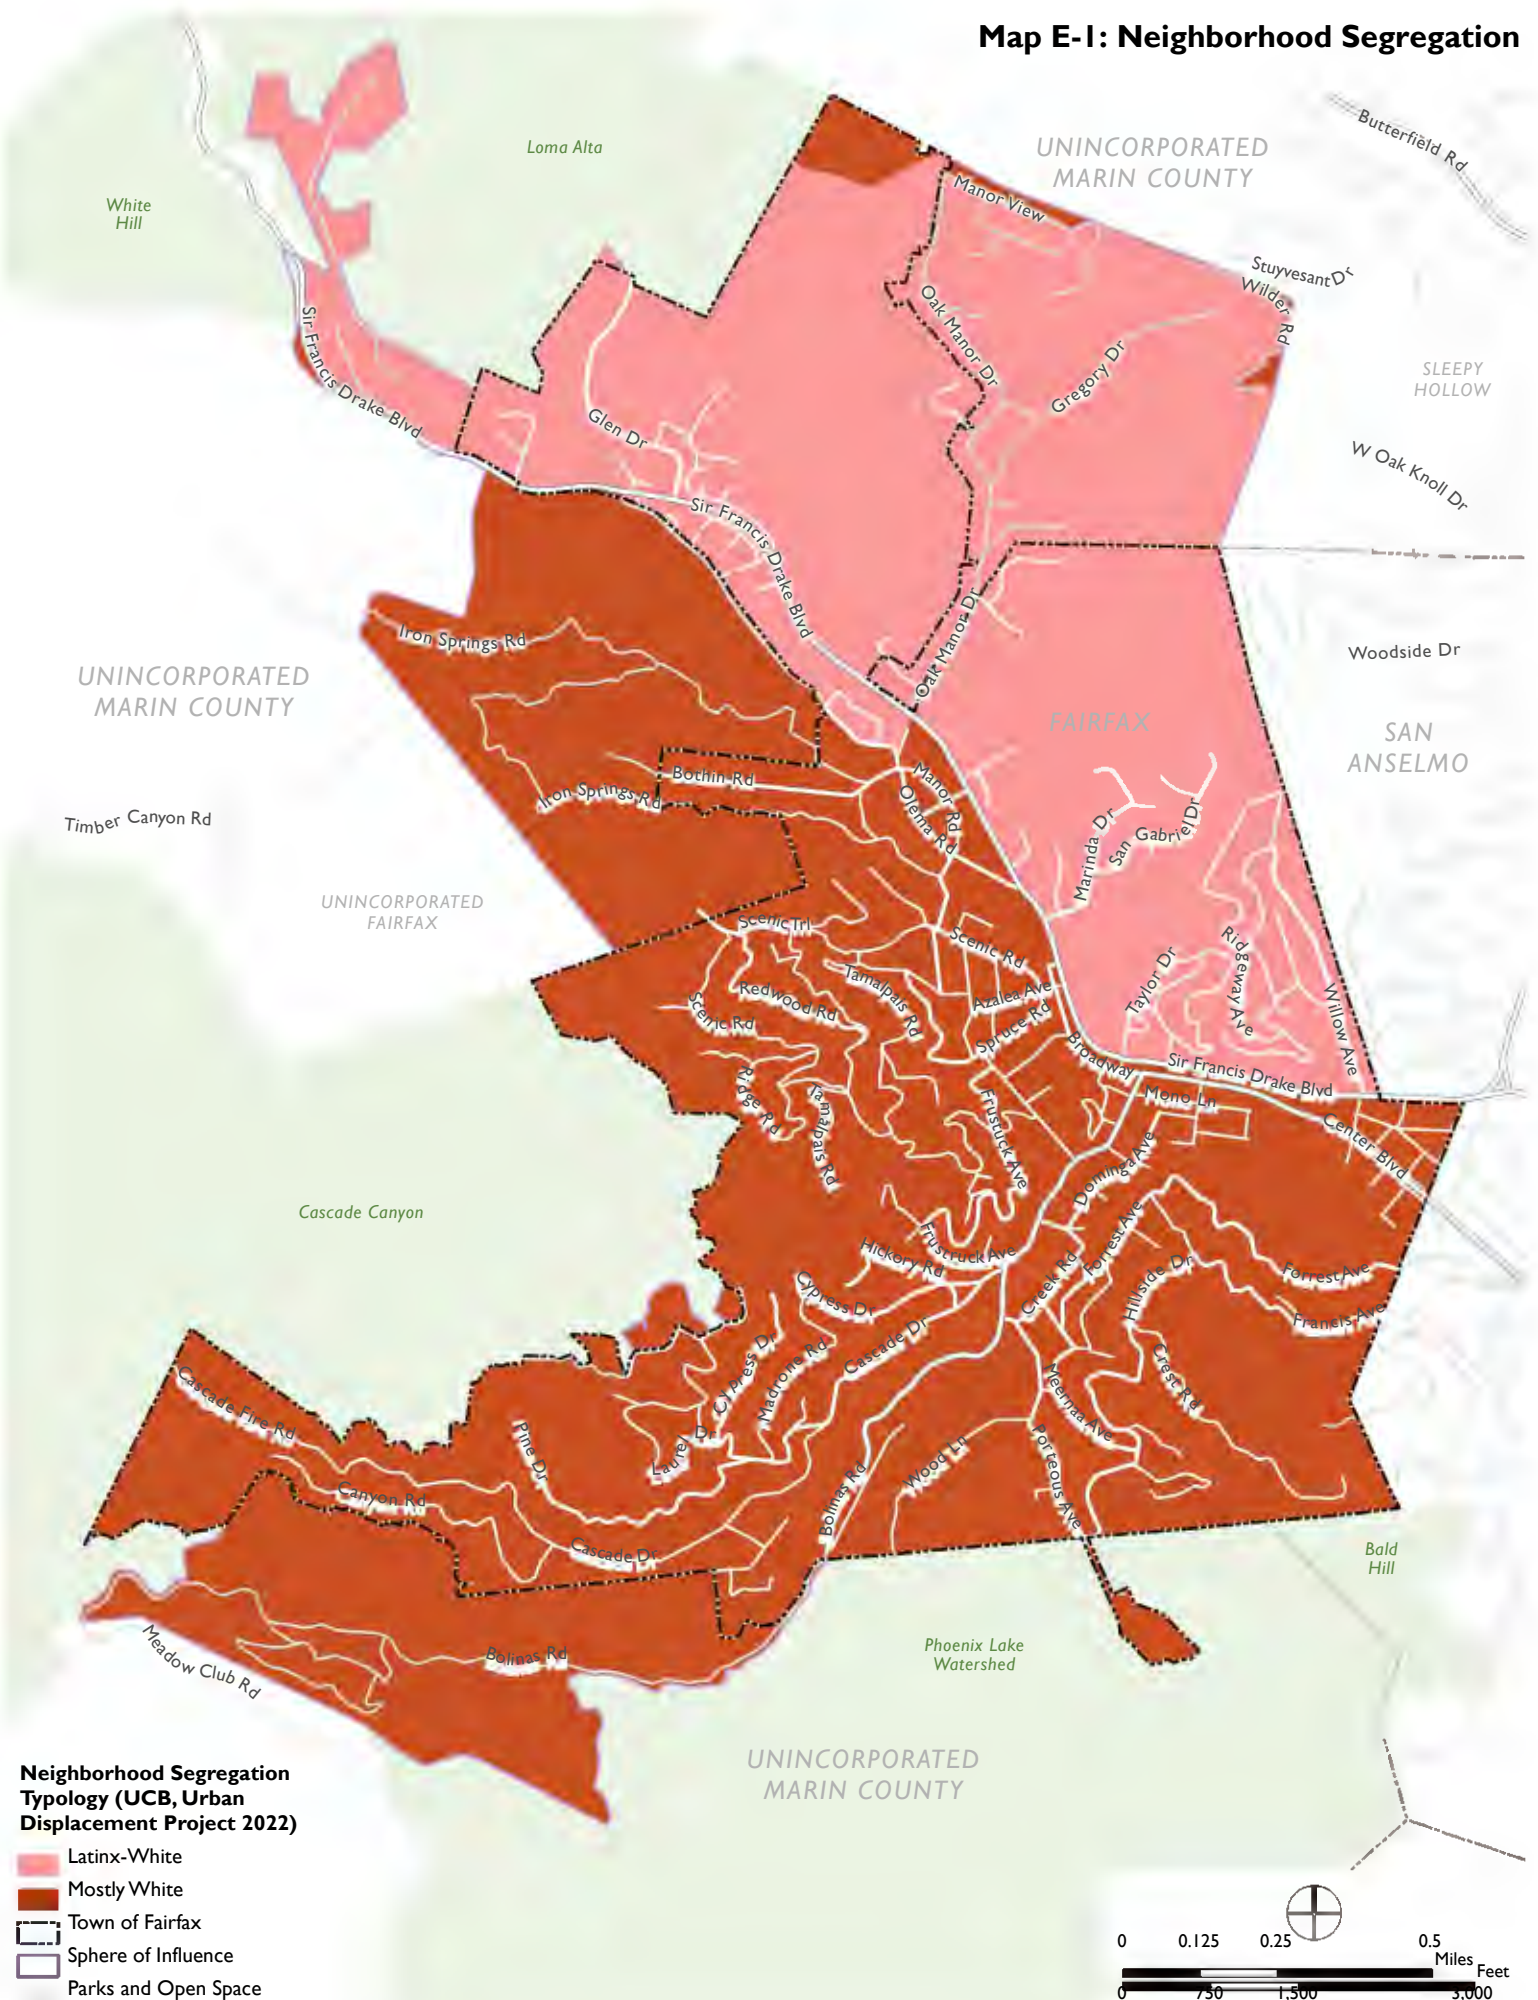 Map E-1: Neighborhood Segregation
Butterfield Rd
UNINCORPORATED
MARIN COUNTY
Loma Alta
White
Hill
Manor View
Stuyvesant Dr
Wilder Rd
Sir Francis Drake Blvd
Oak Manor Dr
Gregory Dr
SLEEPY
HOLLOW
Glen Dr
W Oak Knoll Dr
Sir Francis Drake Blvd
Iron Springs Rd
Oak Manor Dr
Woodside Dr
UNINCORPORATED
MARIN COUNTY
FAIRFAX
SAN
ANSELMO
Bothin Rd
Manor Rd
Iron Springs Rd
Olema Rd
Timber Canyon Rd
Marinda Dr
San Gabriel Dr
UNINCORPORATED
FAIRFAX
Scenic Trl
Scenic Rd
Ridgeway Ave
Taylor Dr
Tamalpais Rd
Redwood Rd
Azalea Ave
Scenic Rd
Spruce Rd
Willow Ave
Broadway
Sir Francis Drake Blvd
Ridge Rd
Tamalpais Rd
Frustuck Ave
Mono Ln
Center Blvd
Dominga Ave
Cascade Canyon
Frustruck Ave
Hickory Rd
Forrest Ave
Creek Rd
Hillside Dr
Forrest Ave
Cypress Dr
Francis Ave
Cascade Dr
Cypress Dr
Madrone Rd
Crest Rd
Cascade Fire Rd
Meernaa Ave
Pine Dr
Laurel Dr
Wood Ln
Porteous Ave
Canyon Rd
Bolinas Rd
Cascade Dr
Bald
Hill
Meadow Club Rd
Bolinas Rd
Phoenix Lake
Watershed
UNINCORPORATED
MARIN COUNTY
Neighborhood Segregation
Typology (UCB, Urban
Displacement Project 2022)
Latinx-White
Mostly White
Town of Fairfax
Sphere of Influence
Parks and Open Space
0 0.125 0.25 0.5
Miles
Feet
0 750 1,500 3,000